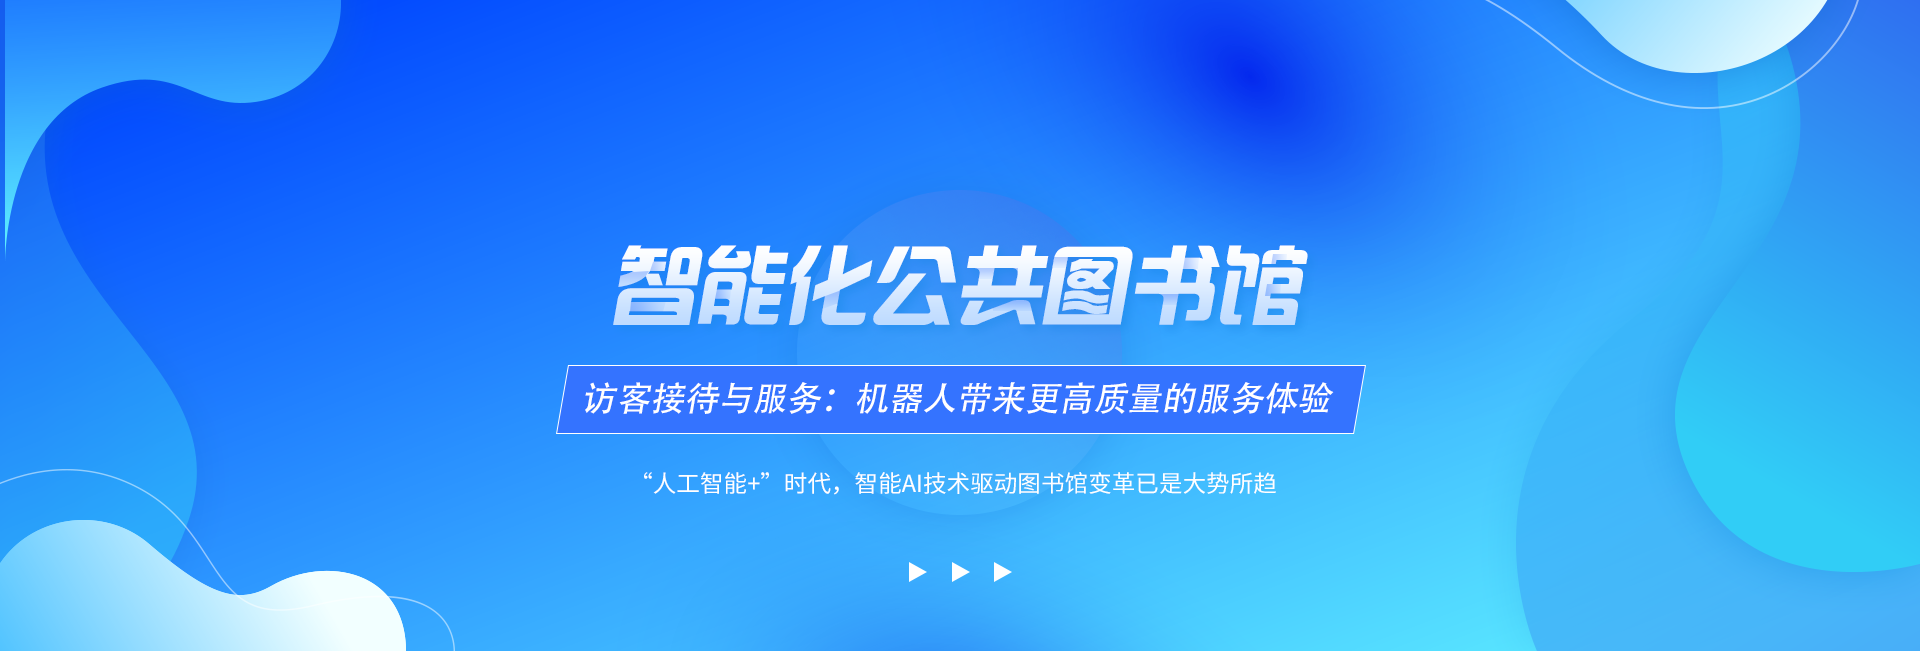 智能化公共图书馆
访客接待与服务：机器人带来更高质量的服务体验
“人工智能+”时代，智能AI技术驱动图书馆变革已是大势所趋